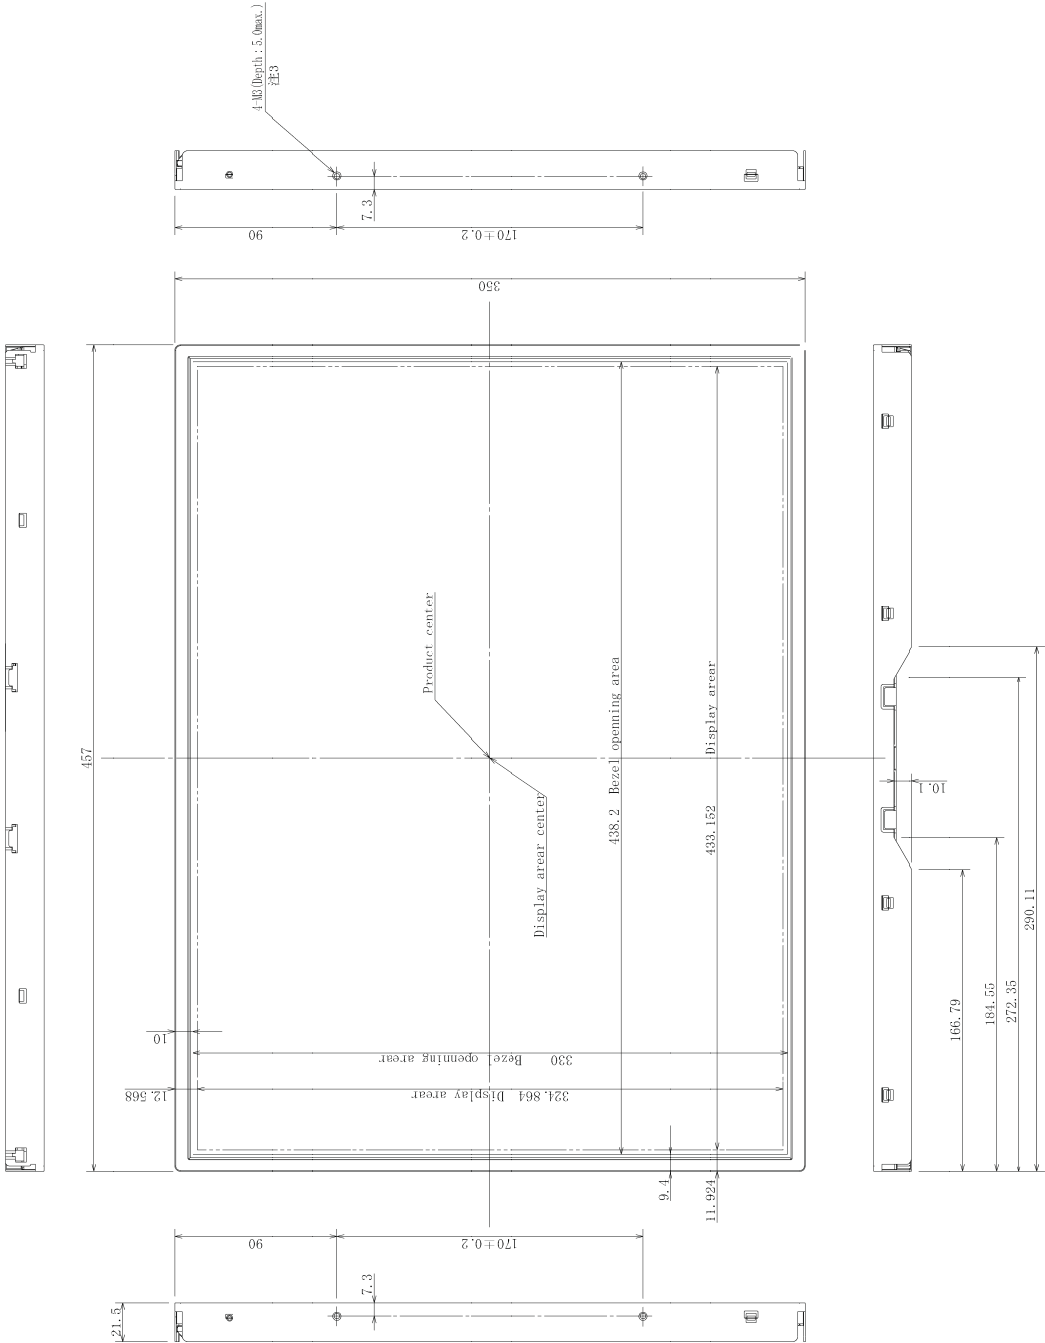 4-M3(Depth : 5.0max.)
注3
7.3
90
170±0.2
350
457
Product center
Display arear center
438.2 Bezel openning area
433.152 Display arear
10.1
290.11
272.35
184.55
166.79
10
330 Bezel openning arear
324.864 Display arear
12.568
9.4
11.924
90
170±0.2
7.3
21.5